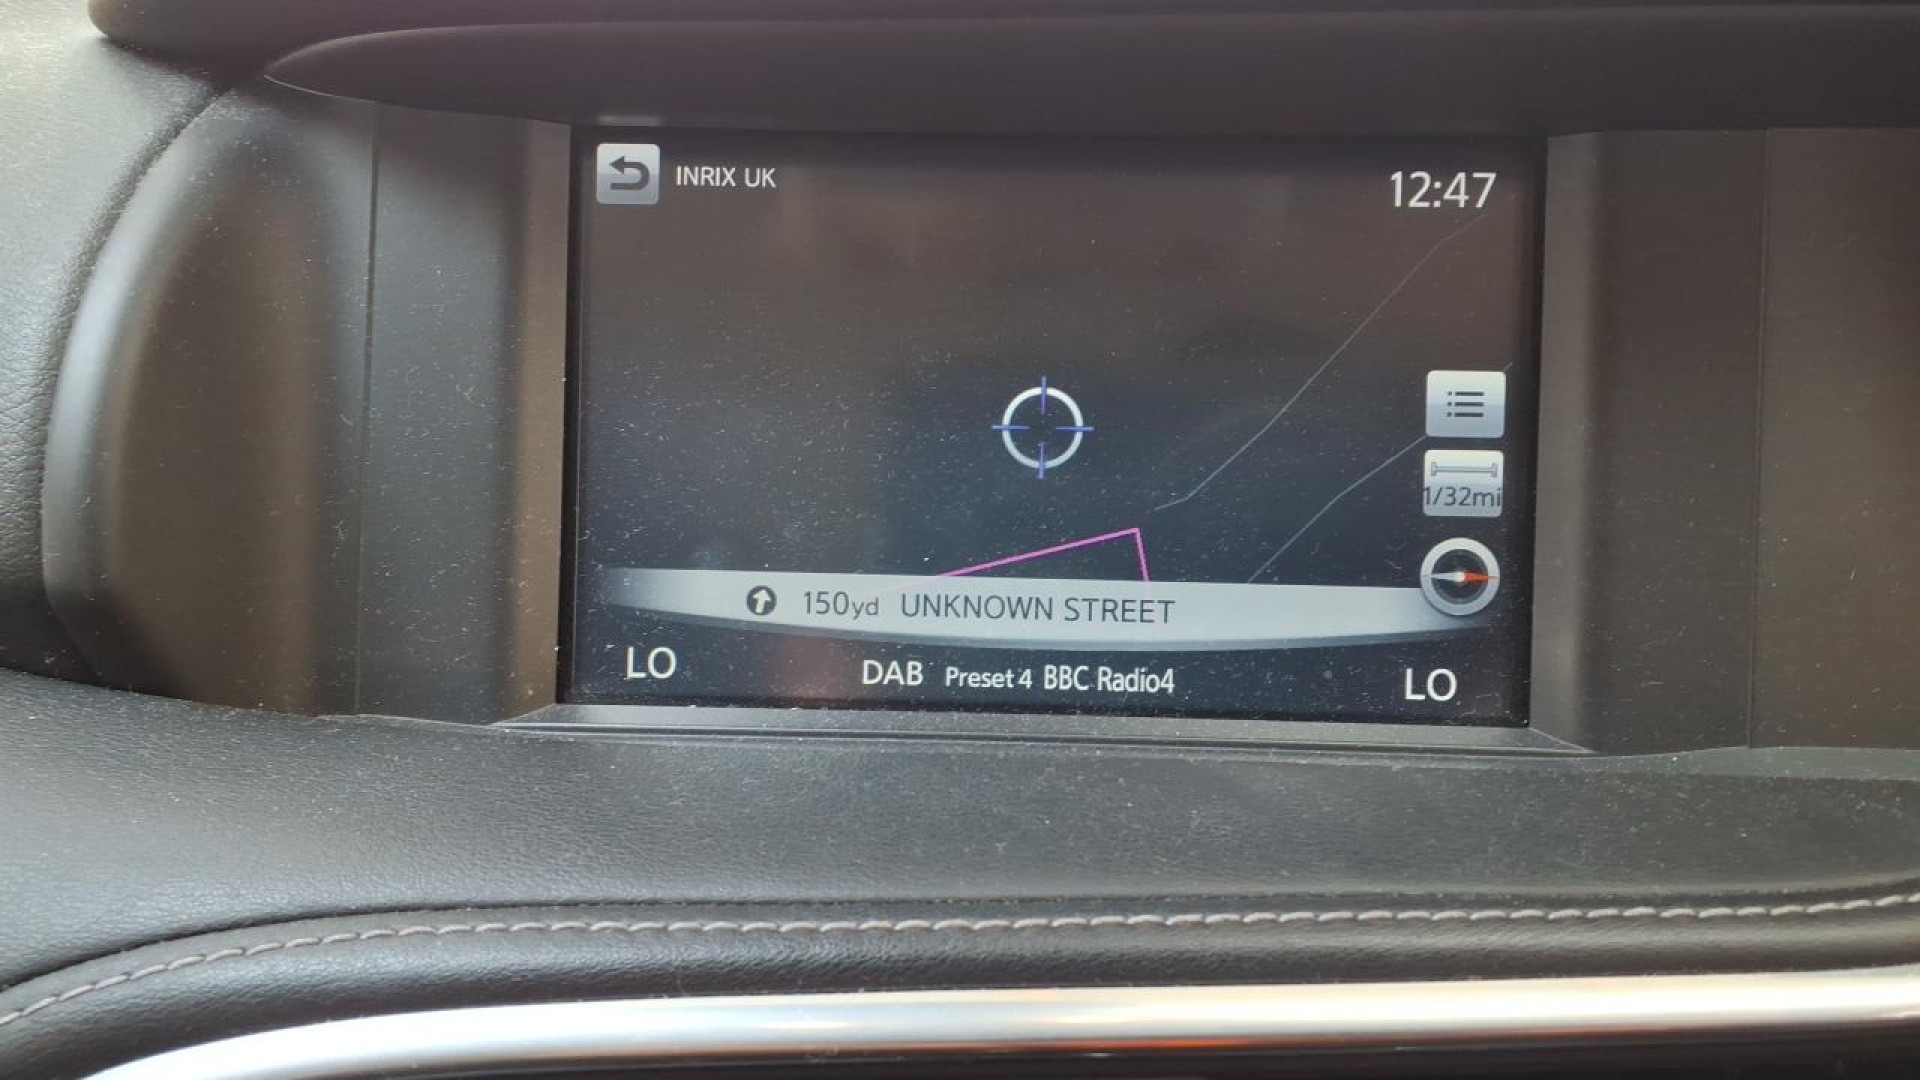 INRIX UK
12:47
1/32mi
150yd UNKNOWN STREET
LO DAB Preset 4 BBC Radio4 LO